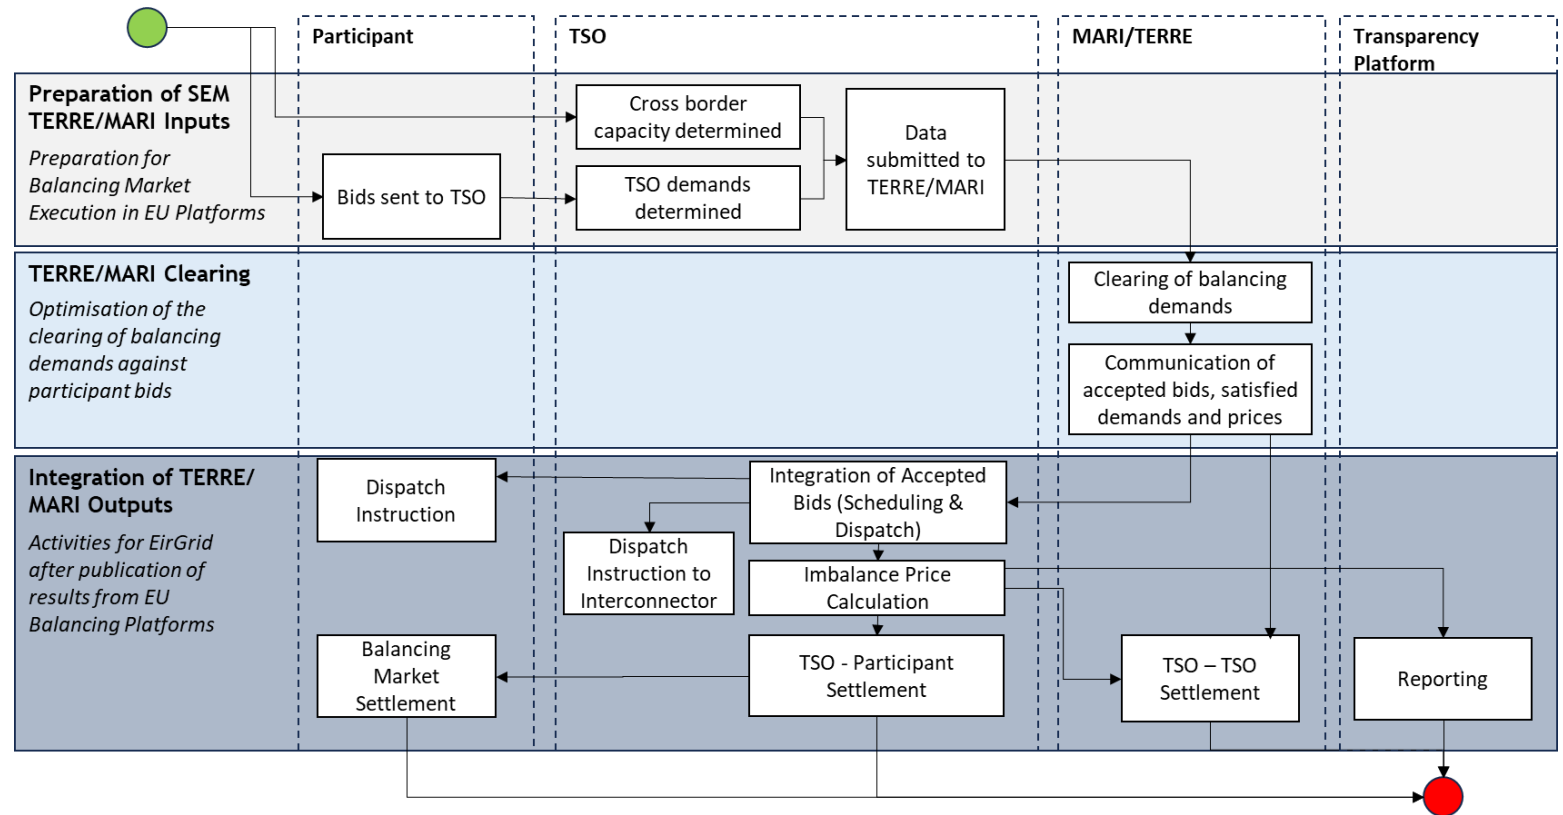 Participant
TSO
MARI/TERRE
Transparency
Platform
Preparation of SEM
TERRE/MARI Inputs
Preparation for
Balancing Market
Execution in EU Platforms
Bids sent to TSO
Cross border
capacity determined
TSO demands
determined
Data
submitted to
TERRE/MARI
TERRE/MARI Clearing
Optimisation of the
clearing of balancing
demands against
participant bids
Clearing of balancing
demands
Communication of
accepted bids, satisfied
demands and prices
Integration of TERRE/
MARI Outputs
Activities for EirGrid
after publication of
results from EU
Balancing Platforms
Dispatch
Instruction
Integration of Accepted
Bids (Scheduling &
Dispatch)
Dispatch
Instruction to
Interconnector
Imbalance Price
Calculation
Balancing
Market
Settlement
TSO - Participant
Settlement
TSO – TSO
Settlement
Reporting